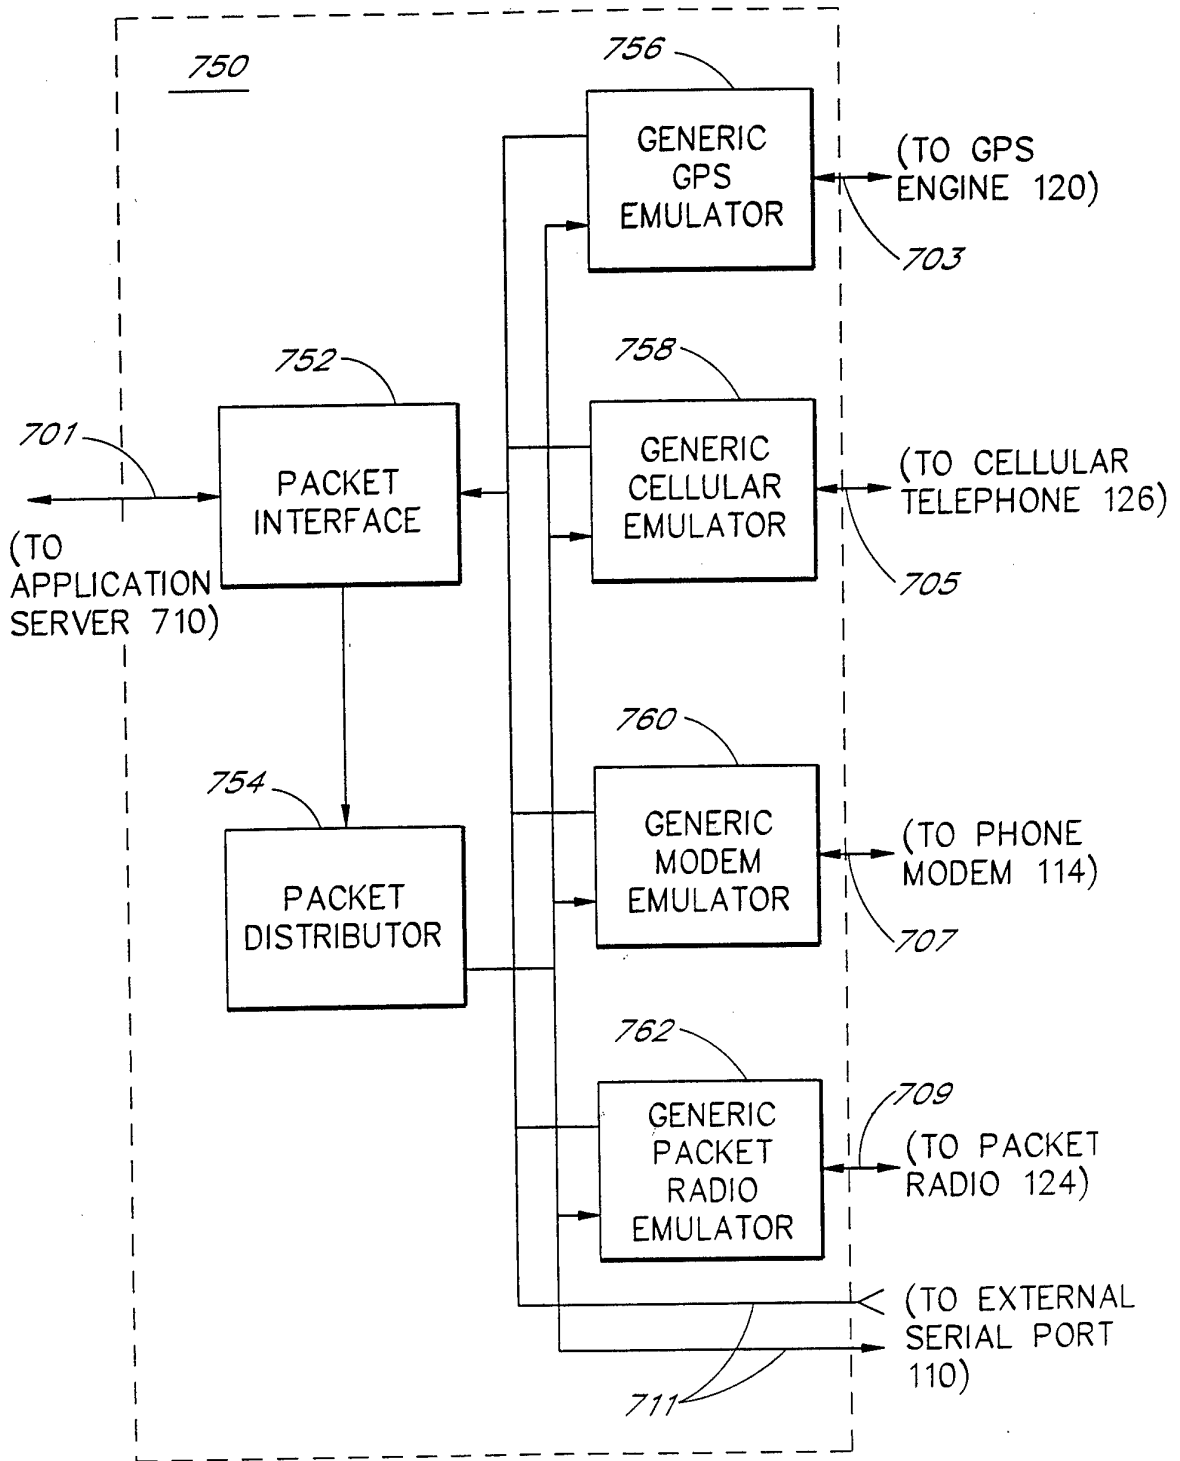 750
756
GENERIC
GPS
EMULATOR
(TO GPS
ENGINE 120)
703
752
758
701
PACKET
INTERFACE
GENERIC
CELLULAR
EMULATOR
(TO CELLULAR
TELEPHONE 126)
705
(TO
APPLICATION
SERVER 710)
760
754
GENERIC
MODEM
EMULATOR
(TO PHONE
MODEM 114)
707
PACKET
DISTRIBUTOR
762
709
GENERIC
PACKET
RADIO
EMULATOR
(TO PACKET
RADIO 124)
(TO EXTERNAL
SERIAL PORT
110)
711